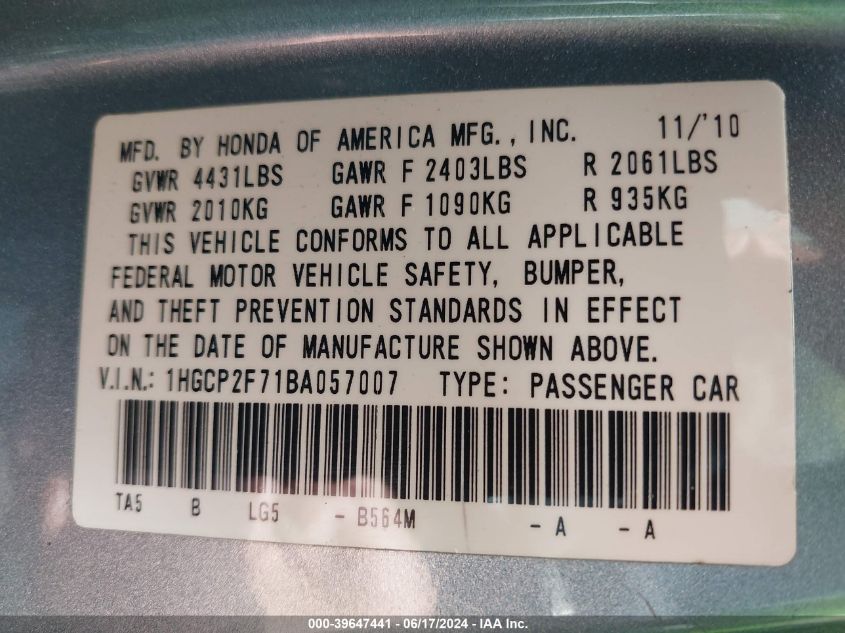 MFD. BY HONDA OF AMERICA MFG., INC. 11/'10
GVWR 4431LBS GAWR F 2403LBS R 2061LBS
GVWR 2010KG GAWR F 1090KG R 935KG
THIS VEHICLE CONFORMS TO ALL APPLICABLE
FEDERAL MOTOR VEHICLE SAFETY, BUMPER,
AND THEFT PREVENTION STANDARDS IN EFFECT
ON THE DATE OF MANUFACTURE SHOWN ABOVE.
V.I.N.: 1HGCP2F71BA057007 TYPE: PASSENGER CAR
TA5 B LG5 - B564M - A - A
000-39647441 - 06/17/2024 - IAA Inc.